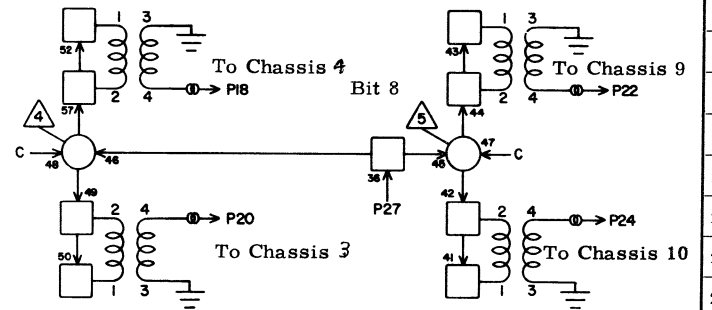 1 3
52
To Chassis 4
2 4 P18
57
4
Bit 8
C 48 46
49
2 4 P20
50
To Chassis 3
1 3
36
P27
1 3
43
To Chassis 9
2 4 P22
44
5
45 47 C
42
2 4 P24
41
To Chassis 10
1 3